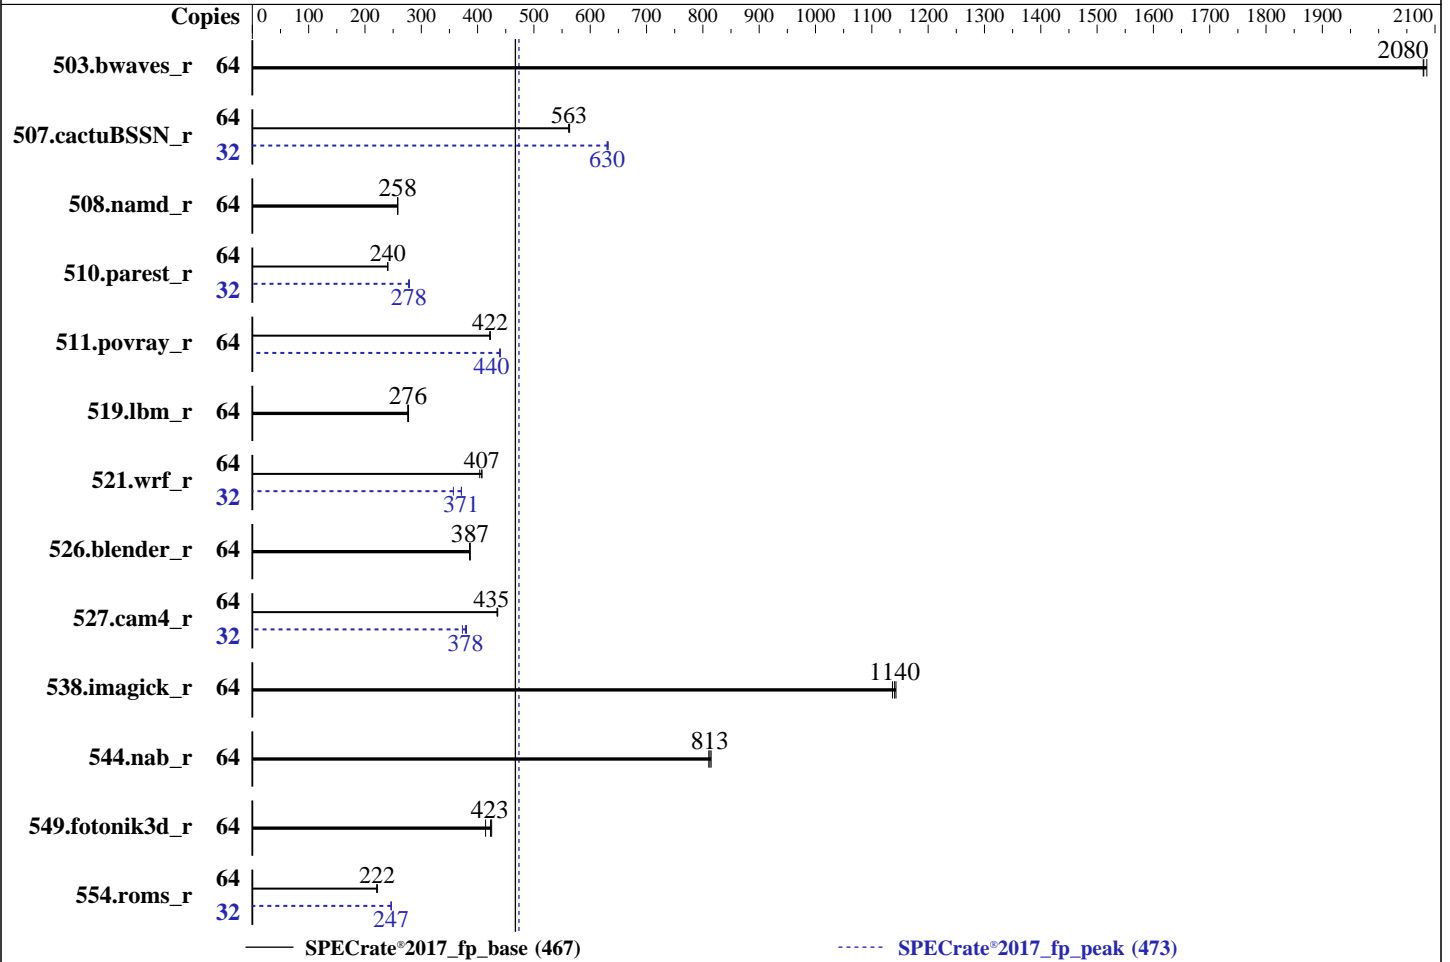 Copies 0 100 200 300 400 500 600 700 800 900 1000 1100 1200 1300 1400 1500 1600 1700 1800 1900 2100
503.bwaves_r 64 2080
507.cactuBSSN_r 64 563
32 630
508.namd_r 64 258
510.parest_r 64 240
32 278
511.povray_r 64 422
440
519.lbm_r 64 276
521.wrf_r 64 407
32 371
526.blender_r 64 387
527.cam4_r 64 435
32 378
538.imagick_r 64 1140
544.nab_r 64 813
549.fotonik3d_r 64 423
554.roms_r 64 222
32 247
SPECrate®2017_fp_base (467) SPECrate®2017_fp_peak (473)